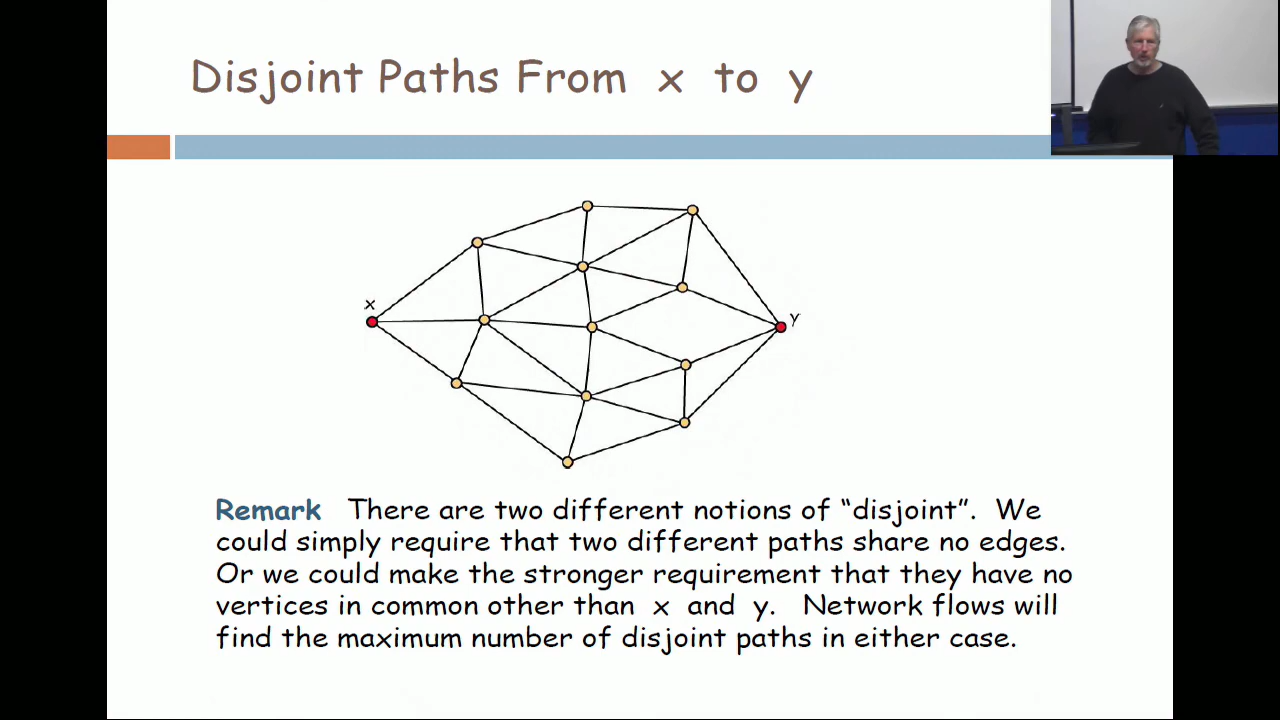 Disjoint Paths From x to y
x
y
Remark There are two different notions of “disjoint”. We
could simply require that two different paths share no edges.
Or we could make the stronger requirement that they have no
vertices in common other than x and y. Network flows will
find the maximum number of disjoint paths in either case.